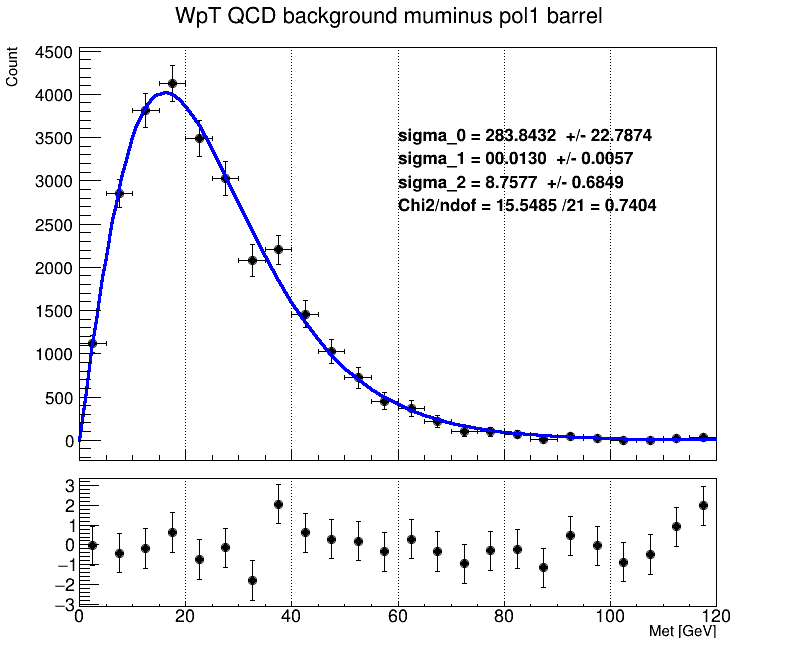 WpT QCD background muminus pol1 barrel
Count
4500
4000
3500
3000
2500
2000
1500
1000
500
0
sigma_0 = 283.8432 +/- 22.7874
sigma_1 = 00.0130 +/- 0.0057
sigma_2 = 8.7577 +/- 0.6849
Chi2/ndof = 15.5485 /21 = 0.7404
3
2
1
0
−1
−2
−3
0 20 40 60 80 100 120
Met [GeV]